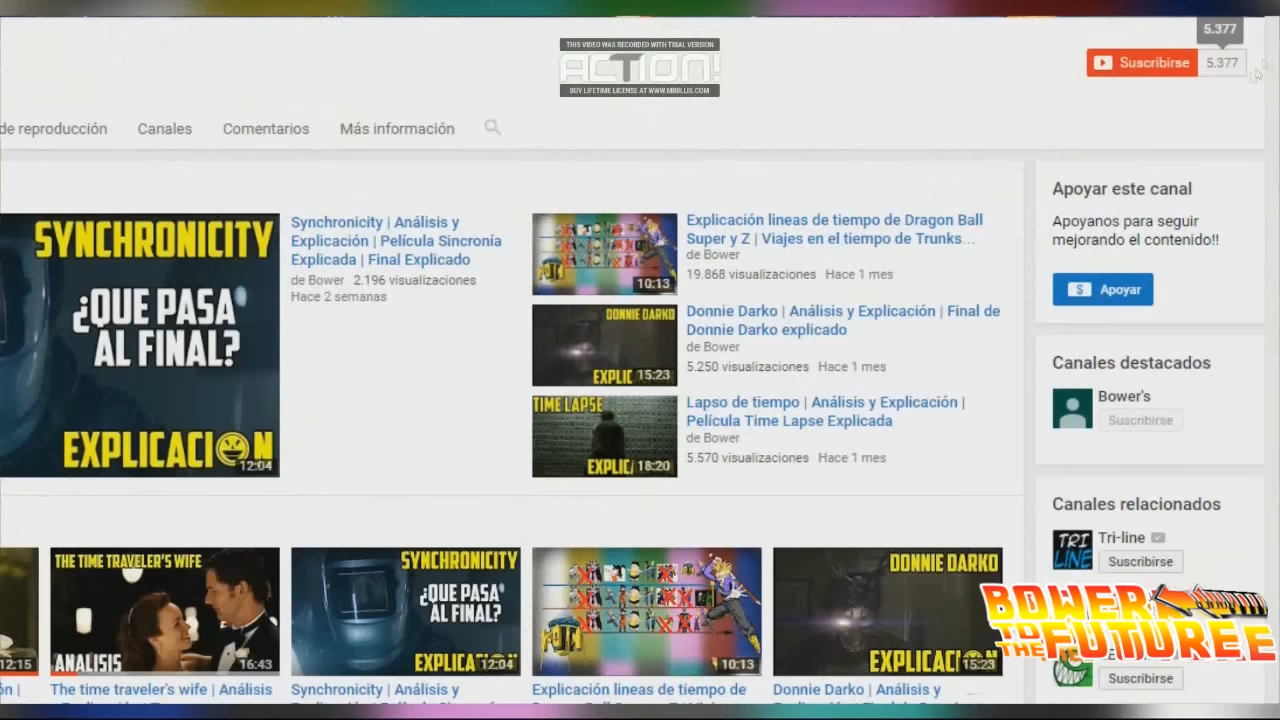 THIS VIDEO WAS RECORDED WITH TRIAL VERSION
ACTION!
BUY LIFETIME LICENSE AT WWW.MIRILLIS.COM
5.377
Suscribirse 5.377
de reproducción Canales Comentarios Más información
SYNCHRONICITY
¿QUE PASA
AL FINAL?
EXPLICACIÓN
12:04
Synchronicity | Análisis y
Explicación | Película Sincronía
Explicada | Final Explicado
de Bower 2.196 visualizaciones
Hace 2 semanas
10:13
Explicación lineas de tiempo de Dragon Ball
Super y Z | Viajes en el tiempo de Trunks...
de Bower
19.868 visualizaciones Hace 1 mes
DONNIE DARKO
EXPLIC
15:23
Donnie Darko | Análisis y Explicación | Final de
Donnie Darko explicado
de Bower
5.250 visualizaciones Hace 1 mes
TIME LAPSE
EXPLIC
18:20
Lapso de tiempo | Análisis y Explicación |
Película Time Lapse Explicada
de Bower
5.570 visualizaciones Hace 1 mes
Apoyar este canal
Apoyanos para seguir
mejorando el contenido!!
$ Apoyar
Canales destacados
Bower's
Suscribirse
Canales relacionados
TRI
LINE
Tri-line
Suscribirse
BOWER
TO THE FUTUREE
Suscribirse
12:15
THE TIME TRAVELER'S WIFE
ANALISIS
16:43
SYNCHRONICITY
¿QUE PASA
AL FINAL?
EXPLICA
12:04
10:13
DONNIE DARKO
EXPLICACI
15:23
The time traveler's wife | Análisis
Synchronicity | Análisis y
Explicación lineas de tiempo de
Donnie Darko | Análisis y